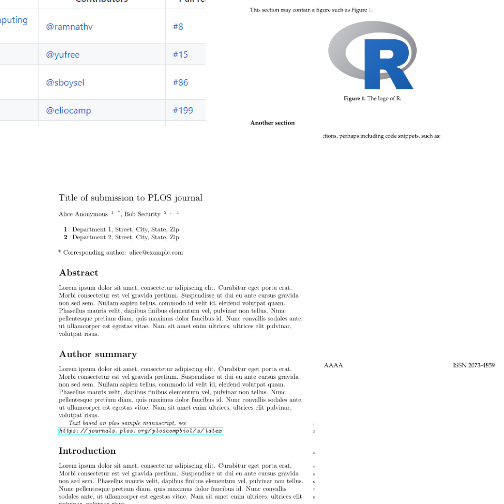 @ramnathv #8
@yufree #15
@sboysel #86
@eliocamp #199
This section may contain a figure such as Figure 1.
Figure 1. The logo of R.
Another section
Title of submission to PLOS journal
Alice Anonymous 1 *, Bob Security 2
1 Department 1, Street, City, State, Zip
2 Department 2, Street, City, State, Zip
* Corresponding author: alice@example.com
Abstract
Lorem ipsum dolor sit amet, consectetur adipiscing elit. Curabitur eget porta erat.
Morbi consectetur est vel gravida pretium. Suspendisse ut dui eu ante cursus gravida
non sed sem. Nullam sapien tellus, commodo id velit id, eleifend volutpat quam.
Phasellus mauris velit, dapibus finibus elementum vel, pulvinar non tellus. Nunc
pellentesque pretium diam, quis maximus dolor faucibus id. Nunc convallis sodales ante,
ut ullamcorper est egestas vitae. Nam sit amet enim ultrices, ultrices elit pulvinar,
volutpat risus.
Author summary
Lorem ipsum dolor sit amet, consectetur adipiscing elit. Curabitur eget porta erat.
Morbi consectetur est vel gravida pretium. Suspendisse ut dui eu ante cursus gravida
non sed sem. Nullam sapien tellus, commodo id velit id, eleifend volutpat quam.
Phasellus mauris velit, dapibus finibus elementum vel, pulvinar non tellus. Nunc
pellentesque pretium diam, quis maximus dolor faucibus id. Nunc convallis sodales ante,
ut ullamcorper est egestas vitae. Nam sit amet enim ultrices, ultrices elit pulvinar,
volutpat risus.
Text based on plos sample manuscript, see
https://journals.plos.org/ploscompbiol/s/latex
AAAA ISSN 2073-4859
Introduction
Lorem ipsum dolor sit amet, consectetur adipiscing elit. Curabitur eget porta erat.
Morbi consectetur est vel gravida pretium. Suspendisse ut dui eu ante cursus gravida
non sed sem. Nullam sapien tellus, commodo id velit id, eleifend volutpat quam.
Phasellus mauris velit, dapibus finibus elementum vel, pulvinar non tellus.
Nunc pellentesque pretium diam, quis maximus dolor faucibus id. Nunc convallis
sodales ante, ut ullamcorper est egestas vitae. Nam sit amet enim ultrices, ultrices elit